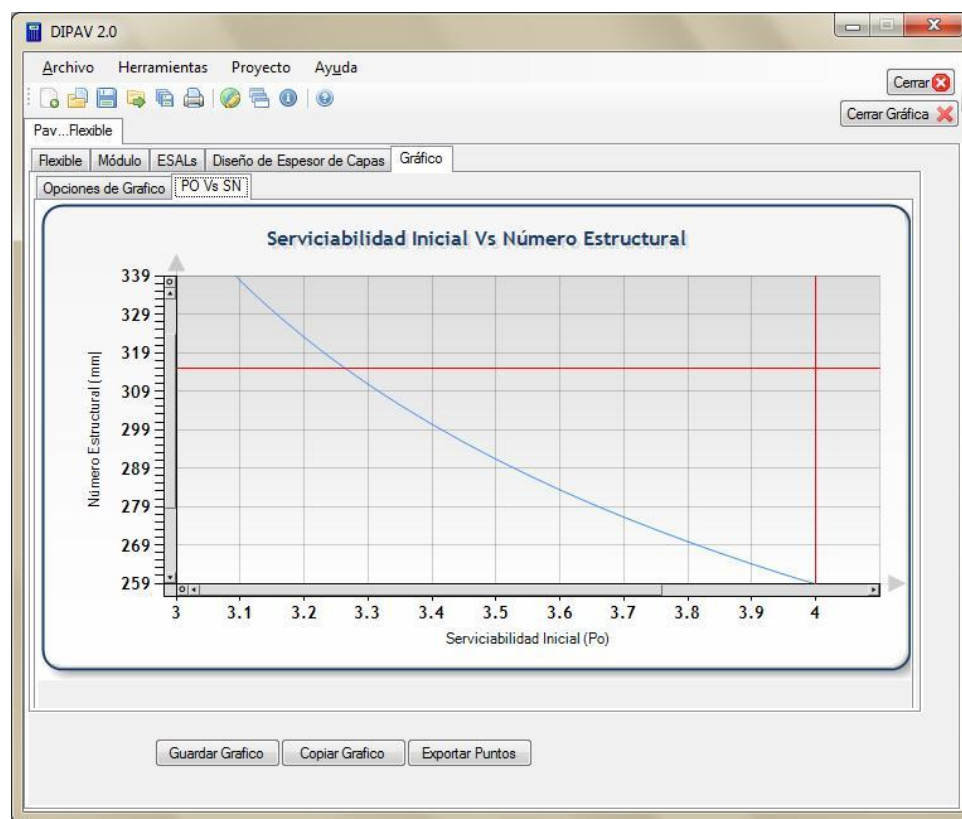 DIPAV 2.0
Archivo Herramientas Proyecto Ayuda
Cerrar
Cerrar Gráfica
Pav...Flexible
Flexible Módulo ESALs Diseño de Espesor de Capas Gráfico
Opciones de Grafico PO Vs SN
Serviciabilidad Inicial Vs Número Estructural
Número Estructural (mm)
339
329
319
309
299
289
279
269
259
3 3.1 3.2 3.3 3.4 3.5 3.6 3.7 3.8 3.9 4
Serviciabilidad Inicial (Po)
Guardar Grafico Copiar Grafico Exportar Puntos